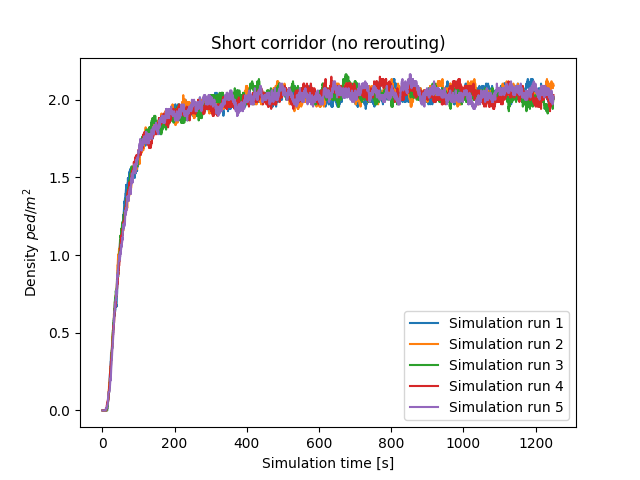 Short corridor (no rerouting)
Density ped/m²
2.0
1.5
1.0
0.5
0.0
Simulation run 1
Simulation run 2
Simulation run 3
Simulation run 4
Simulation run 5
0 200 400 600 800 1000 1200
Simulation time [s]